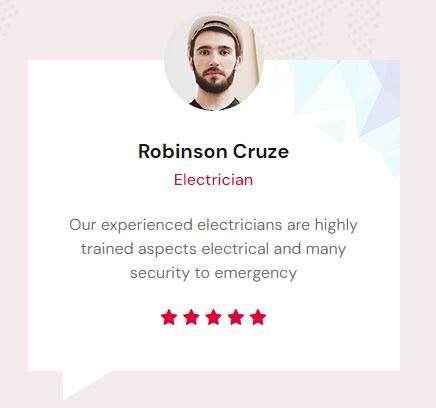 Robinson Cruze
Electrician
Our experienced electricians are highly
trained aspects electrical and many
security to emergency